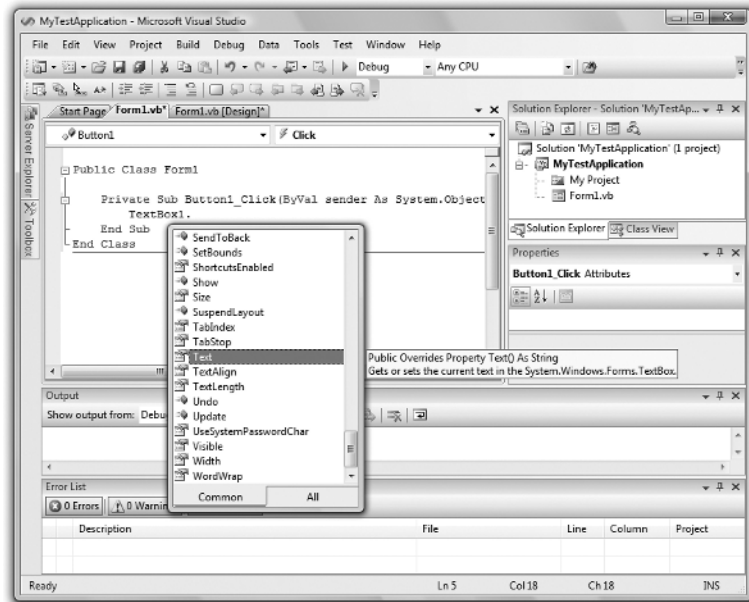 MyTestApplication - Microsoft Visual Studio
File Edit View Project Build Debug Data Tools Test Window Help
Debug Any CPU
Start Page Form1.vb* Form1.vb [Design]*
Solution Explorer - Solution 'MyTestAp...
Server Explorer
Toolbox
Button1 Click
Public Class Form1
Private Sub Button1_Click(ByVal sender As System.Object
TextBox1.
End Sub
End Class
Solution 'MyTestApplication' (1 project)
MyTestApplication
My Project
Form1.vb
Solution Explorer Class View
Properties
Button1_Click Attributes
SendToBack
SetBounds
ShortcutsEnabled
Show
Size
SuspendLayout
TabIndex
TabStop
Text
TextAlign
TextLength
Undo
Update
UseSystemPasswordChar
Visible
Width
WordWrap
Common All
Public Overrides Property Text() As String
Gets or sets the current text in the System.Windows.Forms.TextBox.
Output
Show output from: Debu
Error List
0 Errors 0 Warnin
Description File Line Column Project
Ready Ln 5 Col 18 Ch 18 INS